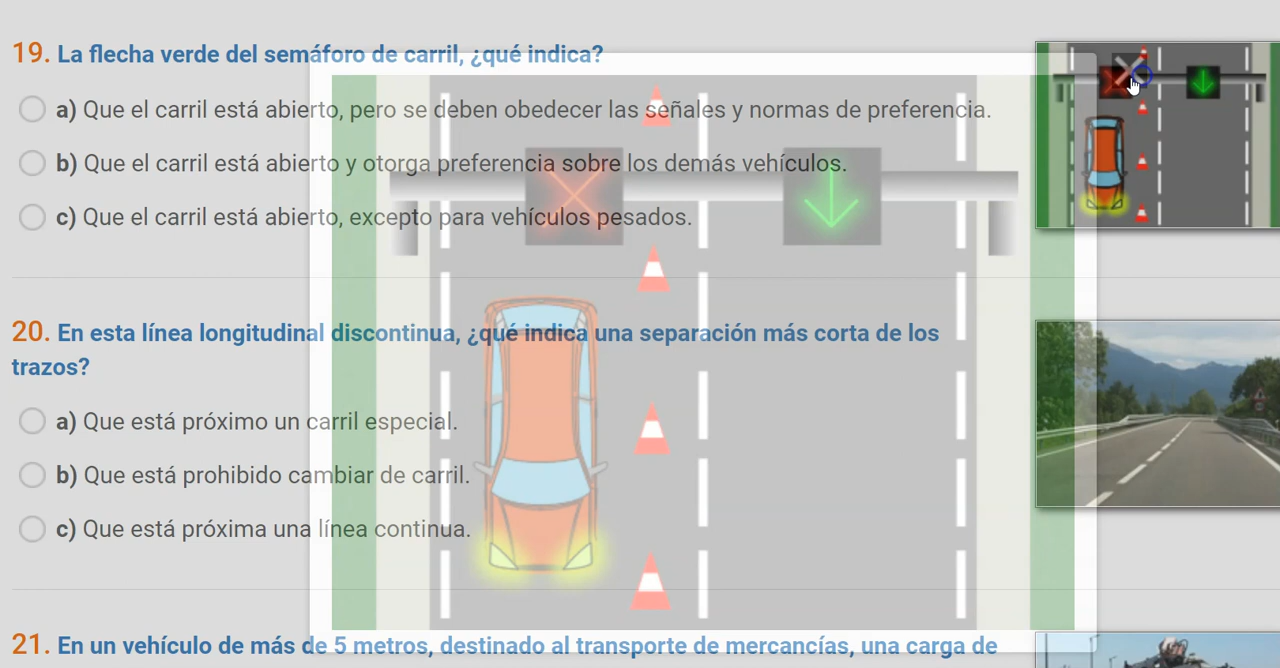 19. La flecha verde del semáforo de carril, ¿qué indica?
a) Que el carril está abierto, pero se deben obedecer las señales y normas de preferencia.
b) Que el carril está abierto y otorga preferencia sobre los demás vehículos.
c) Que el carril está abierto, excepto para vehículos pesados.
20. En esta línea longitudinal discontinua, ¿qué indica una separación más corta de los
trazos?
a) Que está próximo un carril especial.
b) Que está prohibido cambiar de carril.
c) Que está próxima una línea continua.
21. En un vehículo de más de 5 metros, destinado al transporte de mercancías, una carga de